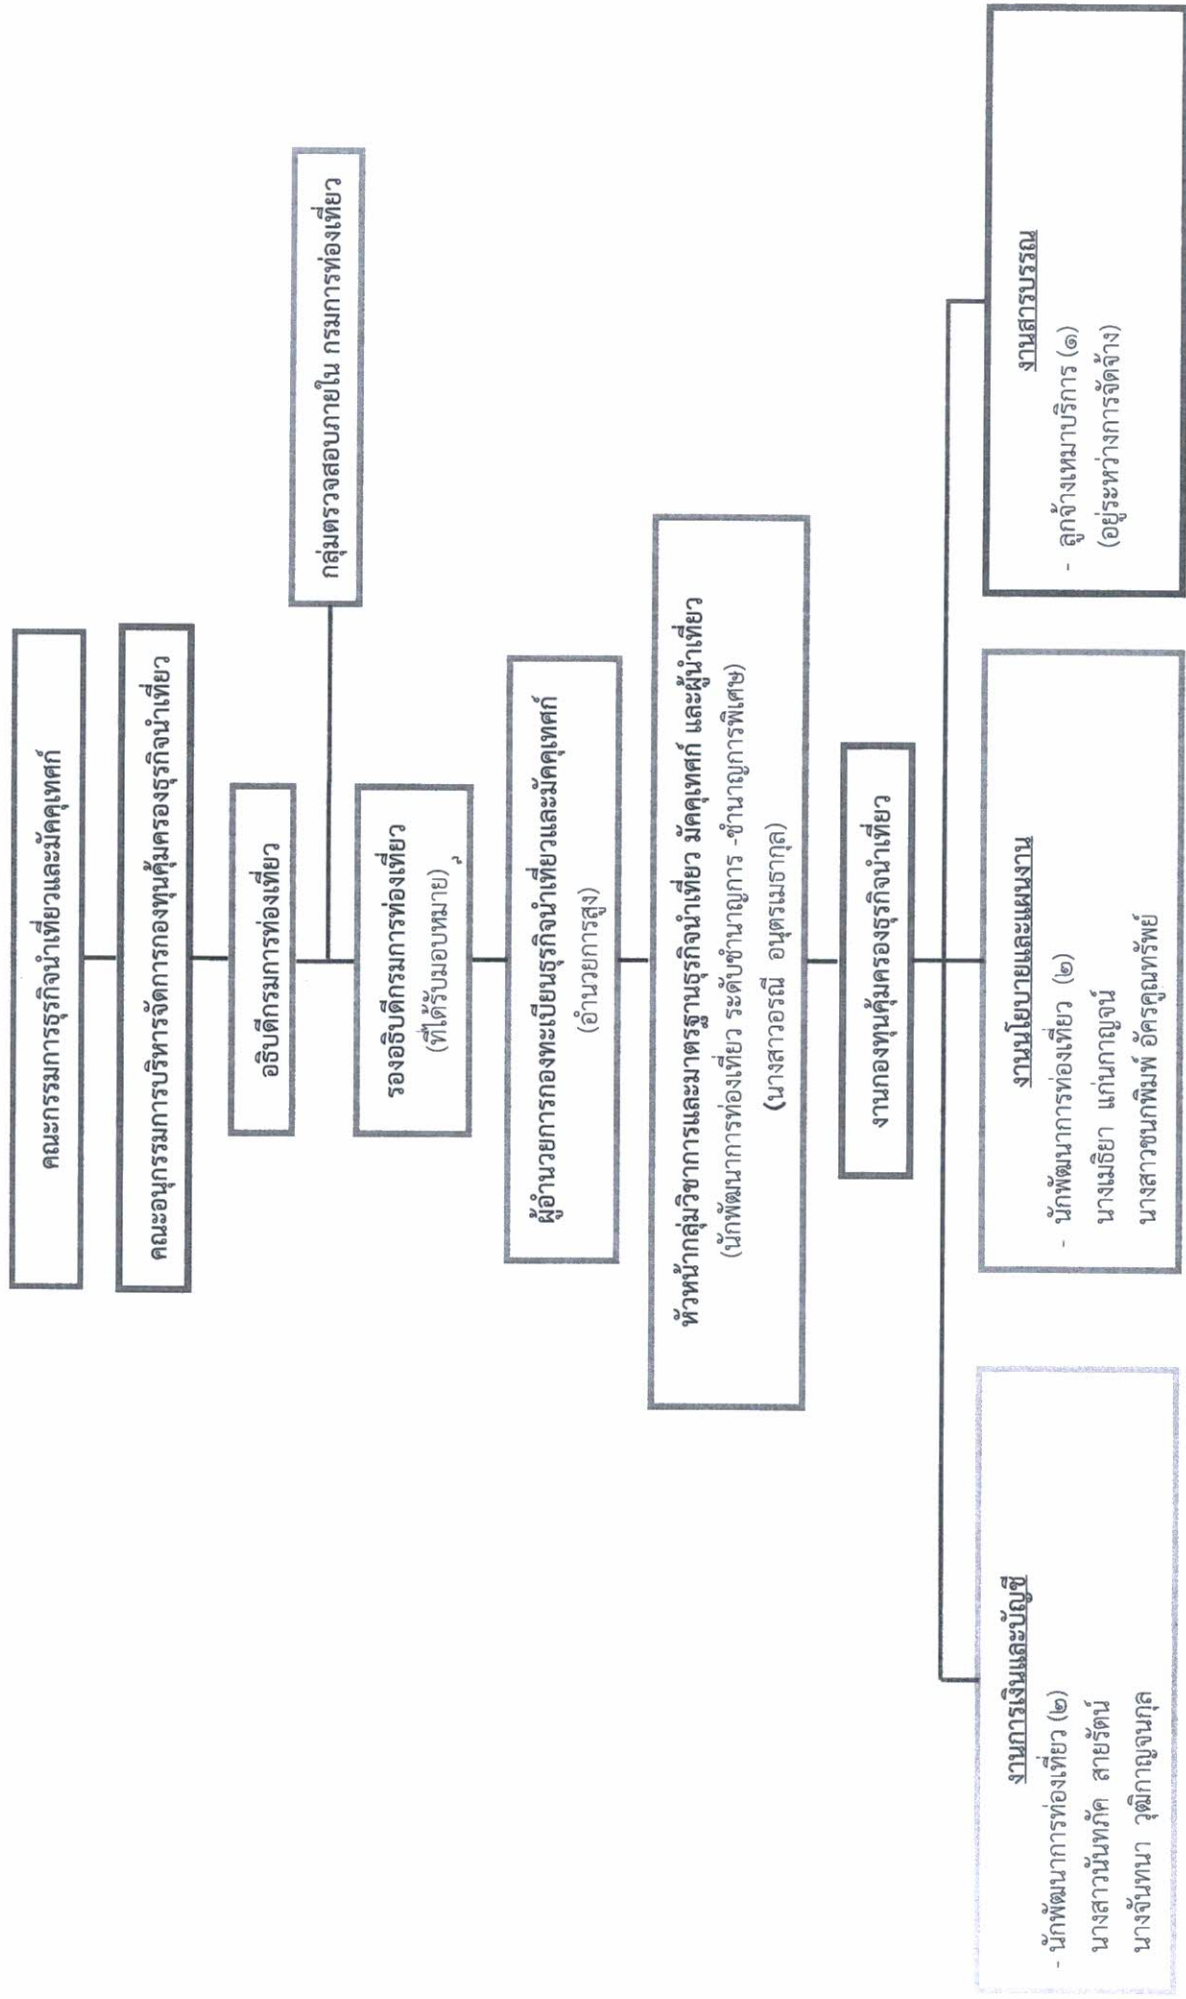 คณะกรรมการธุรกิจนำเที่ยวและมัคคุเทศก์
คณะอนุกรรมการบริหารจัดการกองทุนคุ้มครองธุรกิจนำเที่ยว
อธิบดีกรมการท่องเที่ยว
กลุ่มตรวจสอบภายใน กรมการท่องเที่ยว
รองอธิบดีกรมการท่องเที่ยว
(ที่ได้รับมอบหมาย)
ผู้อำนวยการกองทะเบียนธุรกิจนำเที่ยวและมัคคุเทศก์
(อำนวยการสูง)
หัวหน้ากลุ่มวิชาการและมาตรฐานธุรกิจนำเที่ยว มัคคุเทศก์ และผู้นำเที่ยว
(นักพัฒนาการท่องเที่ยว ระดับชำนาญการ -ชำนาญการพิเศษ)
(นางสาวอรณี อนุตรเมธากุล)
งานกองทุนคุ้มครองธุรกิจนำเที่ยว
งานการเงินและบัญชี
- นักพัฒนาการท่องเที่ยว (๒)
นางสาวนันทภัค สายรัตน์
นางจันทนา วุฒิกาญจนกุล
งานนโยบายและแผนงาน
- นักพัฒนาการท่องเที่ยว (๒)
นางเมธิยา แก่นกาญจน์
นางสาวชนกพิมพ์ อัครคุณทรัพย์
งานสารบรรณ
- ลูกจ้างเหมาบริการ (๑)
(อยู่ระหว่างการจัดจ้าง)